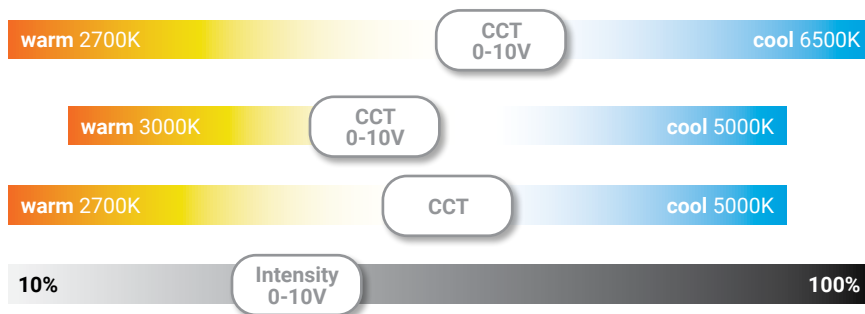 warm 2700K
CCT
0-10V
cool 6500K
warm 3000K
CCT
0-10V
cool 5000K
warm 2700K
CCT
cool 5000K
10%
Intensity
0-10V
100%